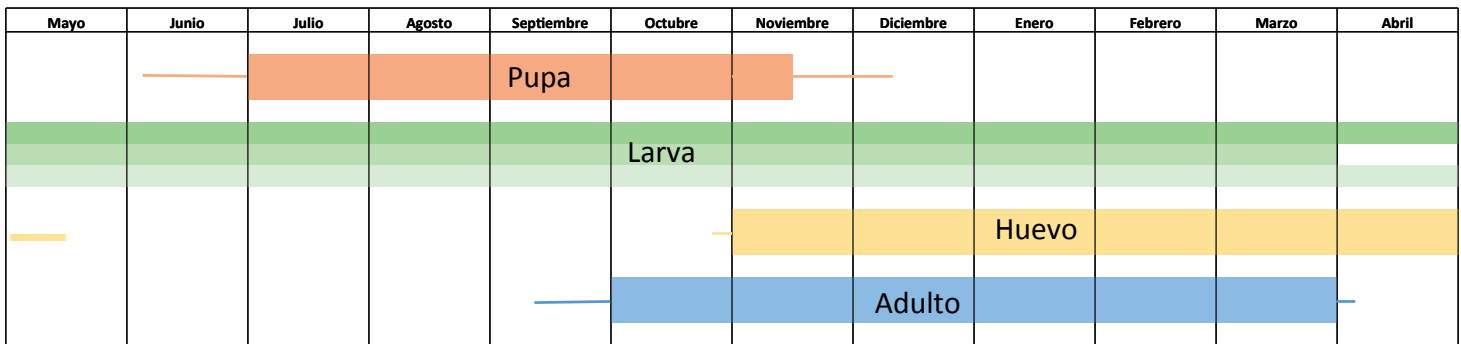 Mayo Junio Julio Agosto Septiembre Octubre Noviembre Diciembre Enero Febrero Marzo Abril
Pupa
Larva
Huevo
Adulto